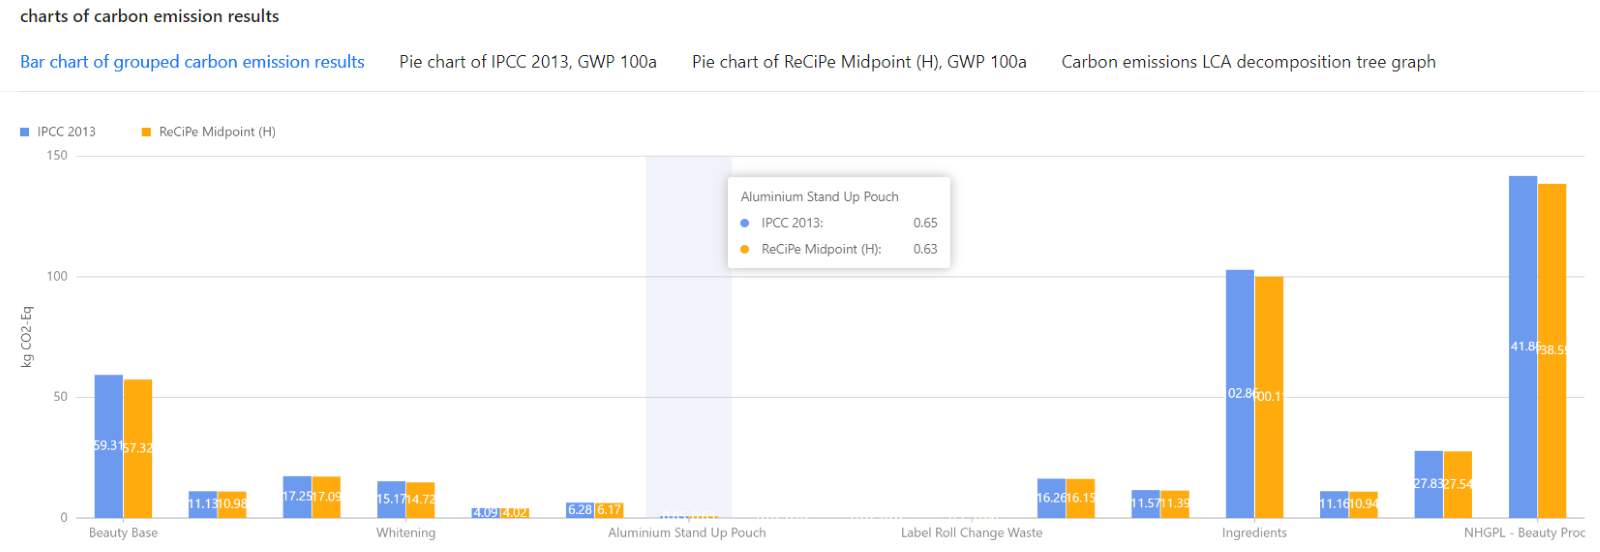 charts of carbon emission results
Bar chart of grouped carbon emission results Pie chart of IPCC 2013, GWP 100a Pie chart of ReCiPe Midpoint (H), GWP 100a Carbon emissions LCA decomposition tree graph
IPCC 2013 ReCiPe Midpoint (H)
150
Aluminium Stand Up Pouch
IPCC 2013: 0.65
ReCiPe Midpoint (H): 0.63
100
kg CO2-Eq
50
0
59.31 57.32
11.13 10.98
17.25 17.09
15.17 14.72
4.09 4.02
6.28 6.17
16.26 16.15
11.57 11.39
02.86 00.1
11.16 10.94
27.83 27.54
41.86 38.59
Beauty Base Whitening Aluminium Stand Up Pouch Label Roll Change Waste Ingredients NHGPL - Beauty Proc